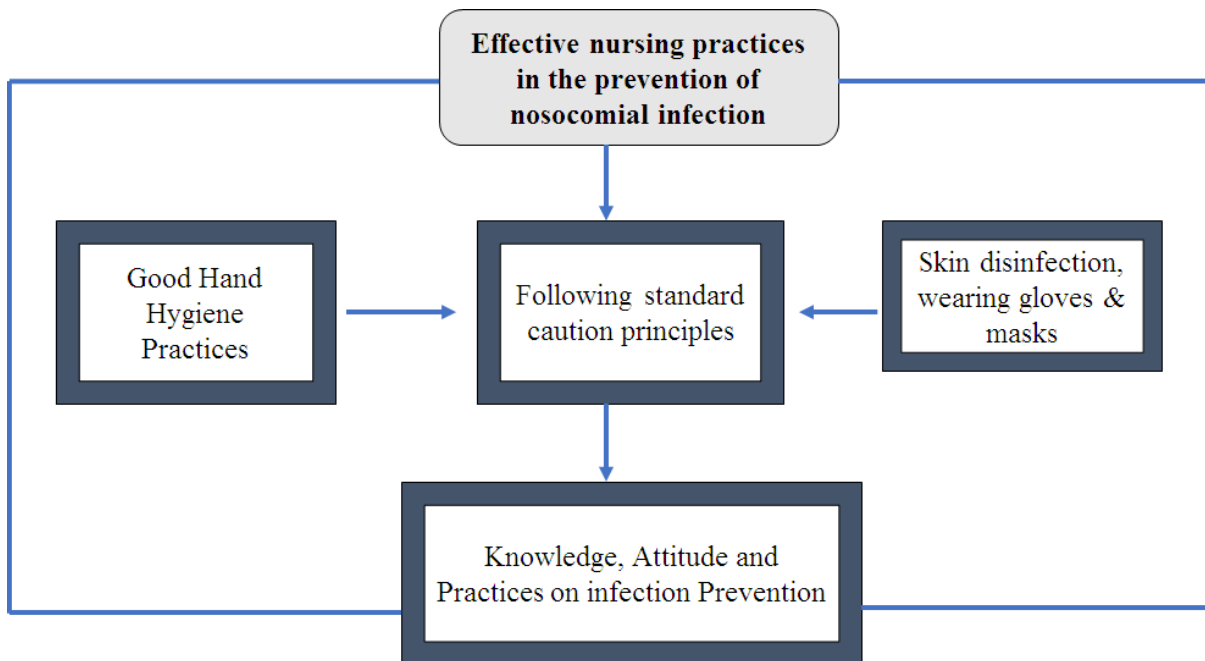 Effective nursing practices
in the prevention of
nosocomial infection
Good Hand
Hygiene
Practices
Following standard
caution principles
Skin disinfection,
wearing gloves &
masks
Knowledge, Attitude and
Practices on infection Prevention